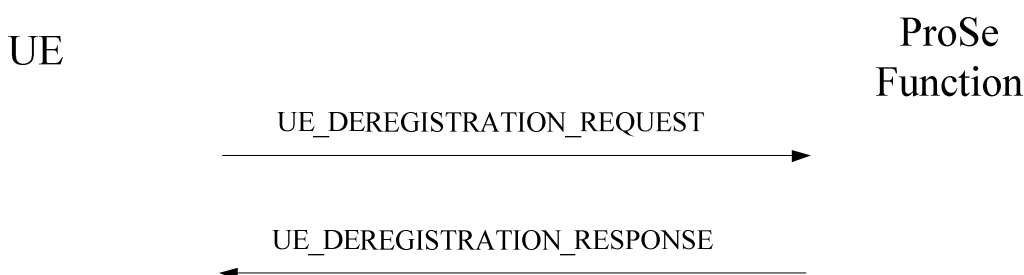 UE
ProSe
Function
UE_DEREGISTRATION_REQUEST
UE_DEREGISTRATION_RESPONSE